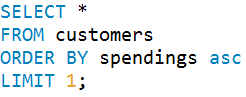 SELECT *
FROM customers
ORDER BY spendings asc
LIMIT 1;